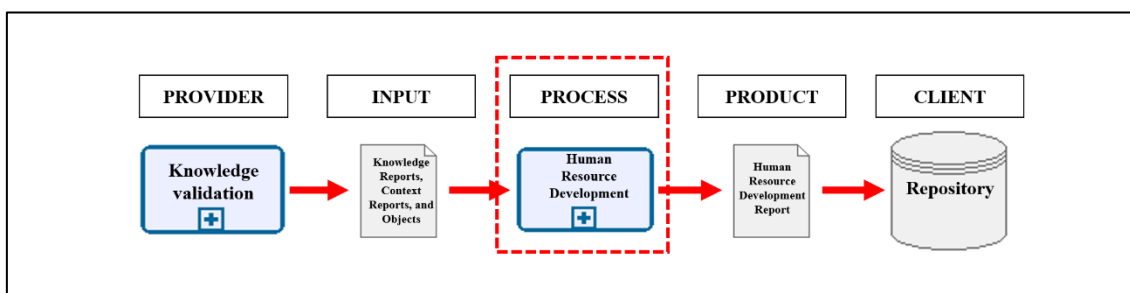 PROVIDER
INPUT
PROCESS
PRODUCT
CLIENT
Knowledge
validation
Knowledge
Reports,
Context
Reports, and
Objects
Human
Resource
Development
Human
Resource
Development
Report
Repository